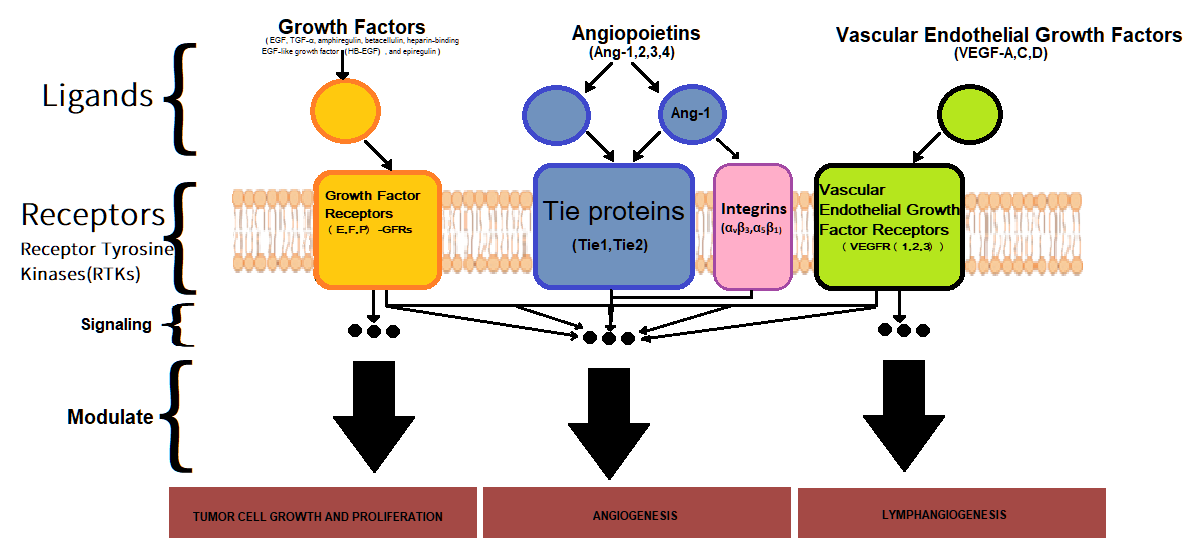 Growth Factors
( EGF, TGF-α, amphiregulin, betacellulin, heparin-binding
EGF-like growth factor (HB-EGF) , and epiregulin )
Angiopoietins
(Ang-1,2,3,4)
Vascular Endothelial Growth Factors
(VEGF-A,C,D)
Ligands
Ang-1
Receptors
Receptor Tyrosine
Kinases(RTKs)
Growth Factor
Receptors
( E,F,P) -GFRs
Tie proteins
(Tie1,Tie2)
Integrins
(αvβ3,α5β1)
Vascular
Endothelial Growth
Factor Receptors
( VEGFR ( 1,2,3) )
Signaling
Modulate
TUMOR CELL GROWTH AND PROLIFERATION
ANGIOGENESIS
LYMPHANGIOGENESIS